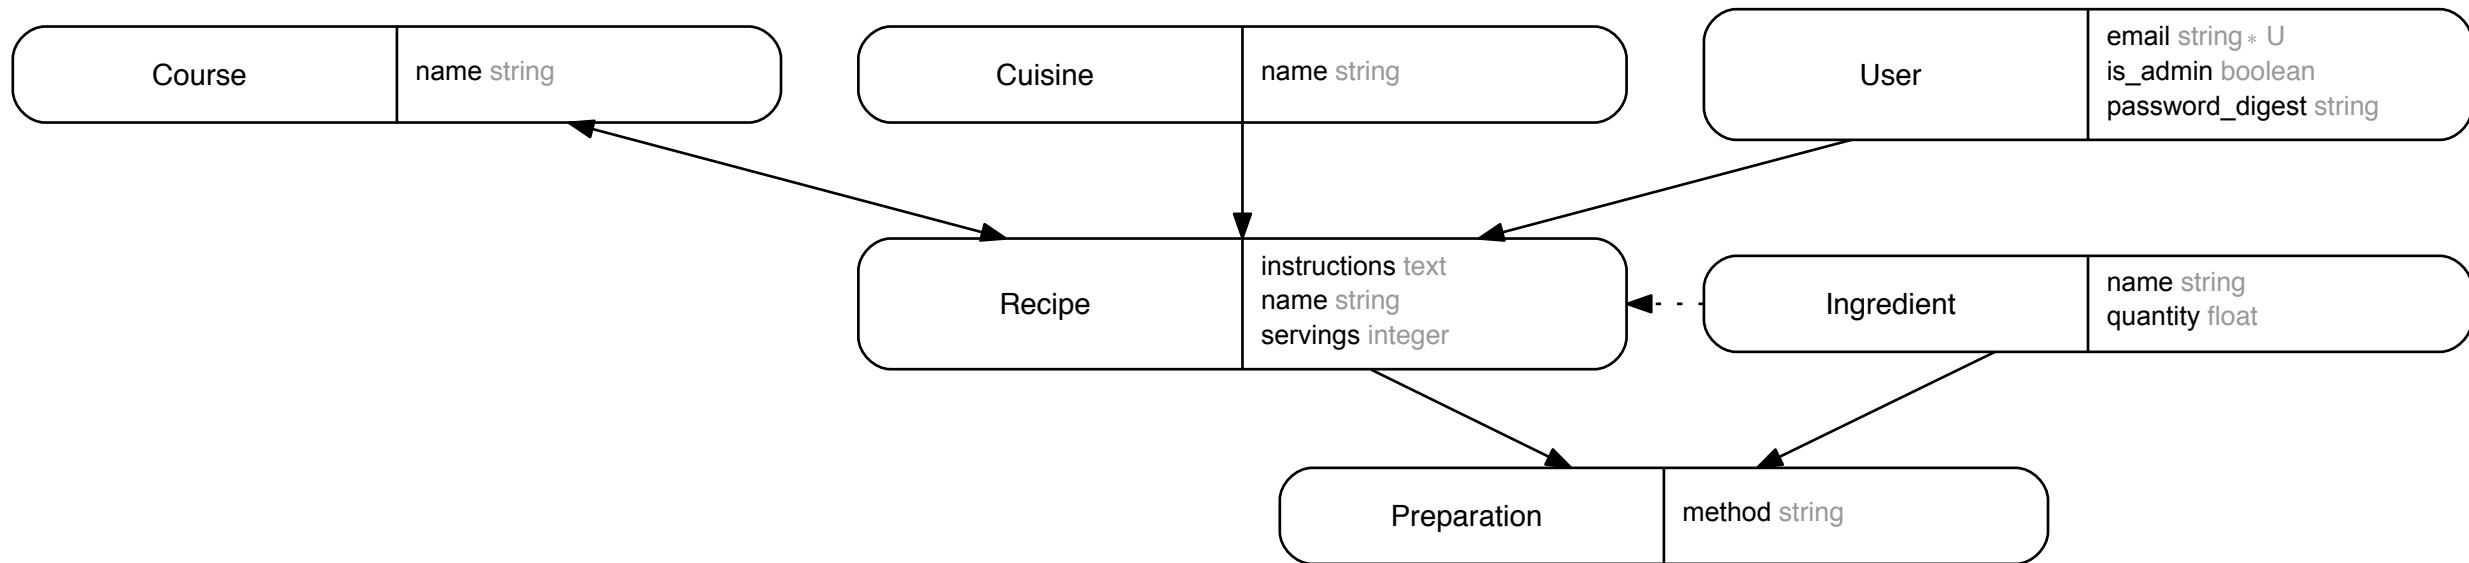 Course
name string
Cuisine
name string
User
email string* U
is_admin boolean
password_digest string
Recipe
instructions text
name string
servings integer
Ingredient
name string
quantity float
Preparation
method string